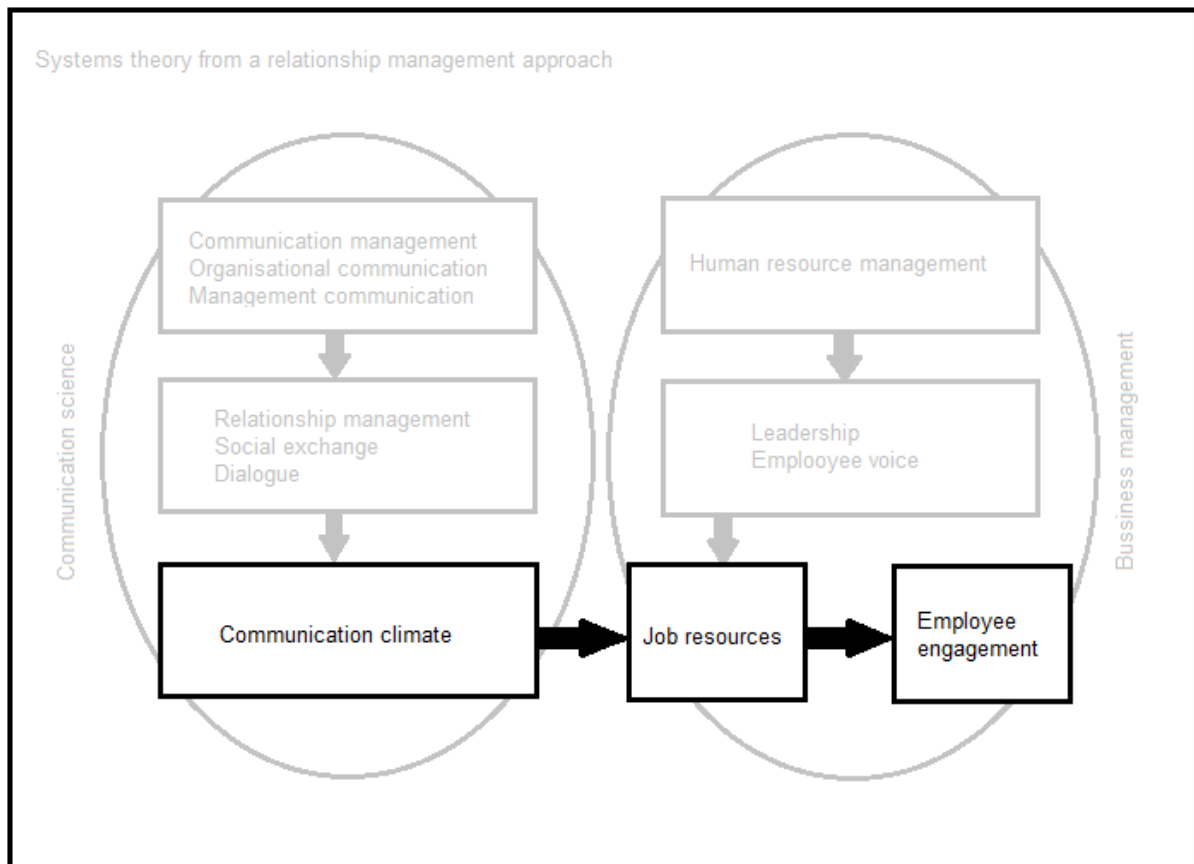 Systems theory from a relationship management approach
Communication science
Communication management
Organisational communication
Management communication
Relationship management
Social exchange
Dialogue
Communication climate
Human resource management
Leadership
Emplooyee voice
Job resources
Employee
engagement
Bussiness management